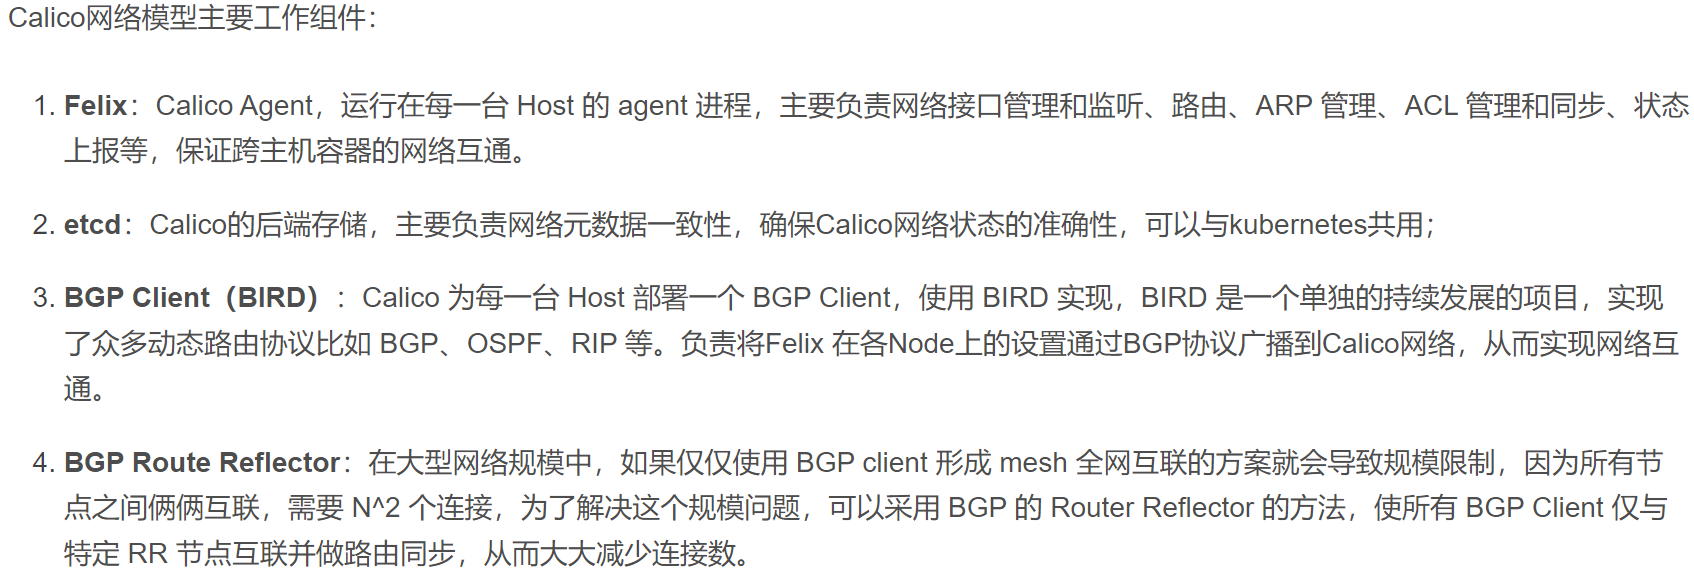 Calico网络模型主要工作组件：
1. Felix：Calico Agent，运行在每一台 Host 的 agent 进程，主要负责网络接口管理和监听、路由、ARP 管理、ACL 管理和同步、状态
上报等，保证跨主机容器的网络互通。
2. etcd：Calico的后端存储，主要负责网络元数据一致性，确保Calico网络状态的准确性，可以与kubernetes共用；
3. BGP Client（BIRD）：Calico 为每一台 Host 部署一个 BGP Client，使用 BIRD 实现，BIRD 是一个单独的持续发展的项目，实现
了众多动态路由协议比如 BGP、OSPF、RIP 等。负责将Felix 在各Node上的设置通过BGP协议广播到Calico网络，从而实现网络互
通。
4. BGP Route Reflector：在大型网络规模中，如果仅仅使用 BGP client 形成 mesh 全网互联的方案就会导致规模限制，因为所有节
点之间俩俩互联，需要 N^2 个连接，为了解决这个规模问题，可以采用 BGP 的 Router Reflector 的方法，使所有 BGP Client 仅与
特定 RR 节点互联并做路由同步，从而大大减少连接数。